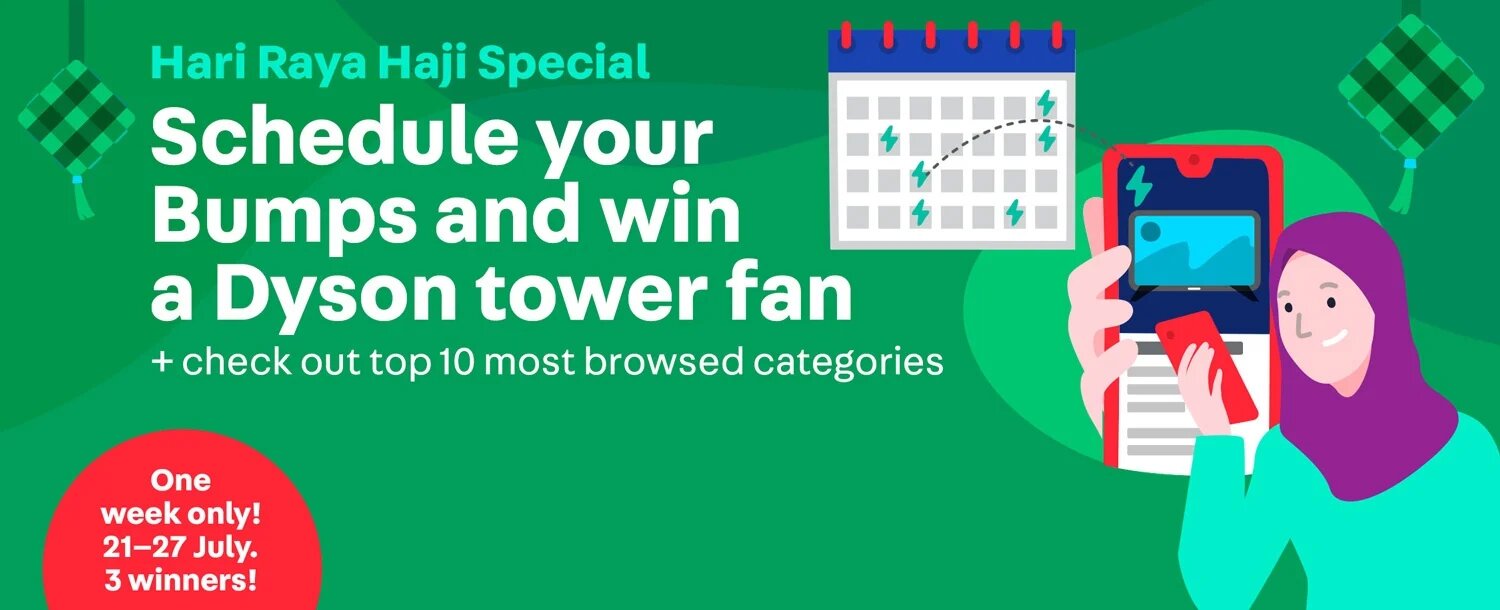 Hari Raya Haji Special
Schedule your
Bumps and win
a Dyson tower fan
+ check out top 10 most browsed categories
One
week only!
21–27 July.
3 winners!